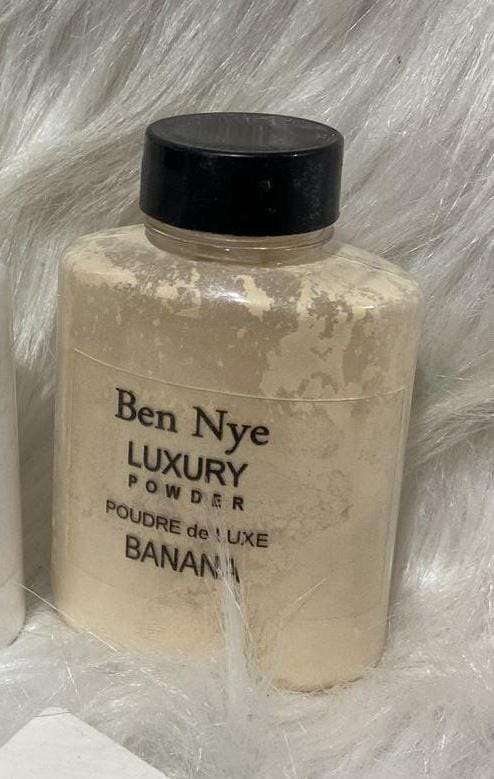 Ben Nye
LUXURY
POWDER
POUDRE de LUXE
BANANA